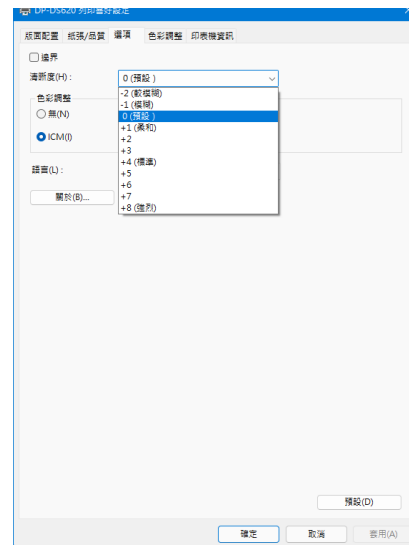 DP-DS620 列印喜好設定
版面配置 紙張/品質 選項 色彩調整 印表機資訊
邊界
清晰度(H) : 0 (預設 )
-2 (較模糊)
-1 (模糊)
0 (預設 )
+1 (柔和)
+2
+3
+4 (標準)
+5
+6
+7
+8 (強烈)
色彩調整
無(N)
ICM(I)
語言(L) :
關於(B)...
預設(D)
確定 取消 套用(A)